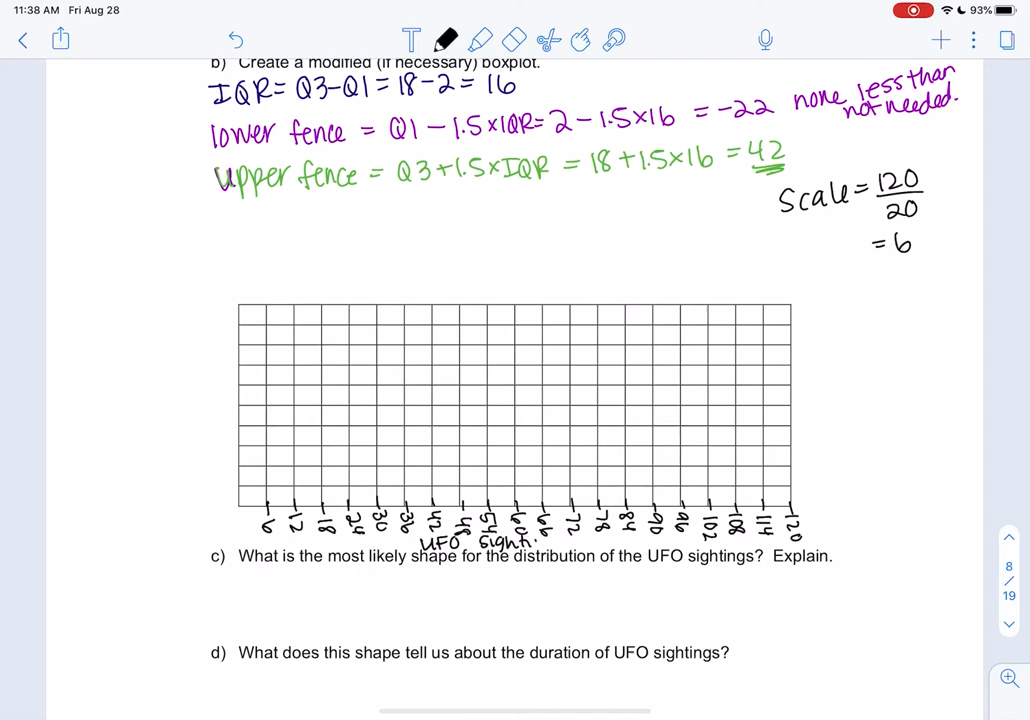 11:38 AM Fri Aug 28
93%
b) Create a modified (if necessary) boxplot.
IQR = Q3-Q1 = 18-2 = 16
lower fence = Q1 - 1.5×IQR = 2 - 1.5×16 = -22 none less than
not needed.
Upper fence = Q3 + 1.5×IQR = 18 + 1.5×16 = 42
Scale = 120
20
= 6
6 12 18 24 30 36 42 48 54 60 66 72 78 84 90 96 102 108 114 120
UFO Sight.
c) What is the most likely shape for the distribution of the UFO sightings? Explain.
d) What does this shape tell us about the duration of UFO sightings?
8
/
19